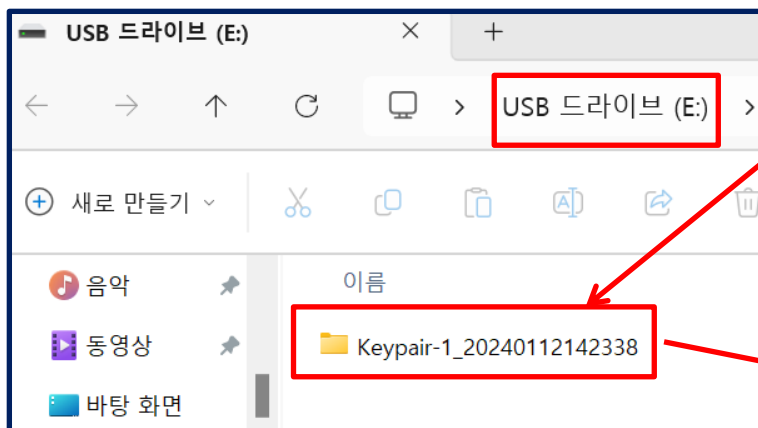 USB 드라이브 (E:)
USB 드라이브 (E:)
새로 만들기
음악
이름
동영상
Keypair-1_20240112142338
바탕 화면